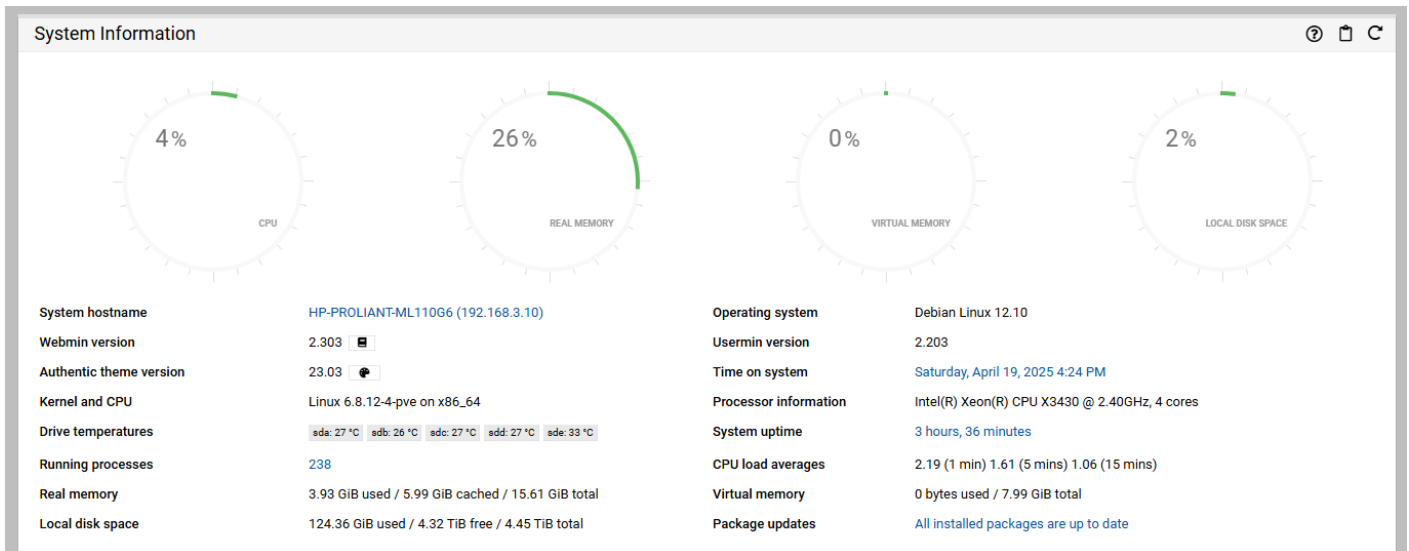 System Information
4%
CPU
26%
REAL MEMORY
0%
VIRTUAL MEMORY
2%
LOCAL DISK SPACE
System hostname HP-PROLIANT-ML110G6 (192.168.3.10) Operating system Debian Linux 12.10
Webmin version 2.303 Usermin version 2.203
Authentic theme version 23.03 Time on system Saturday, April 19, 2025 4:24 PM
Kernel and CPU Linux 6.8.12-4-pve on x86_64 Processor information Intel(R) Xeon(R) CPU X3430 @ 2.40GHz, 4 cores
Drive temperatures sda: 27 °C sdb: 26 °C sdc: 27 °C sdd: 27 °C sde: 33 °C System uptime 3 hours, 36 minutes
Running processes 238 CPU load averages 2.19 (1 min) 1.61 (5 mins) 1.06 (15 mins)
Real memory 3.93 GiB used / 5.99 GiB cached / 15.61 GiB total Virtual memory 0 bytes used / 7.99 GiB total
Local disk space 124.36 GiB used / 4.32 TiB free / 4.45 TiB total Package updates All installed packages are up to date